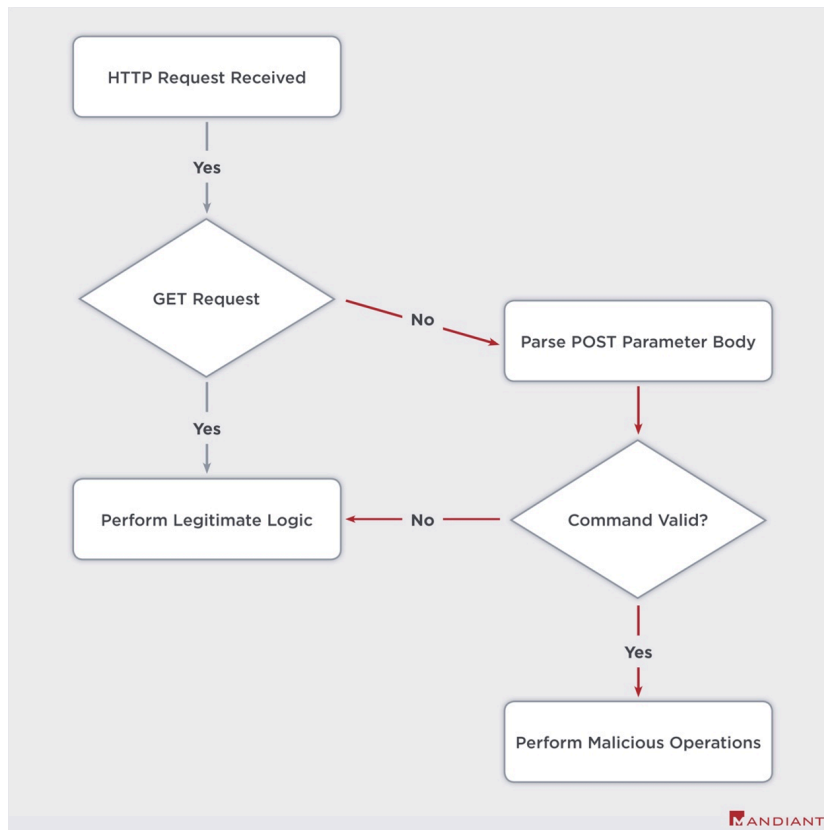 HTTP Request Received
Yes
GET Request
No
Parse POST Parameter Body
Yes
Perform Legitimate Logic
No
Command Valid?
Yes
Perform Malicious Operations
MANDIANT